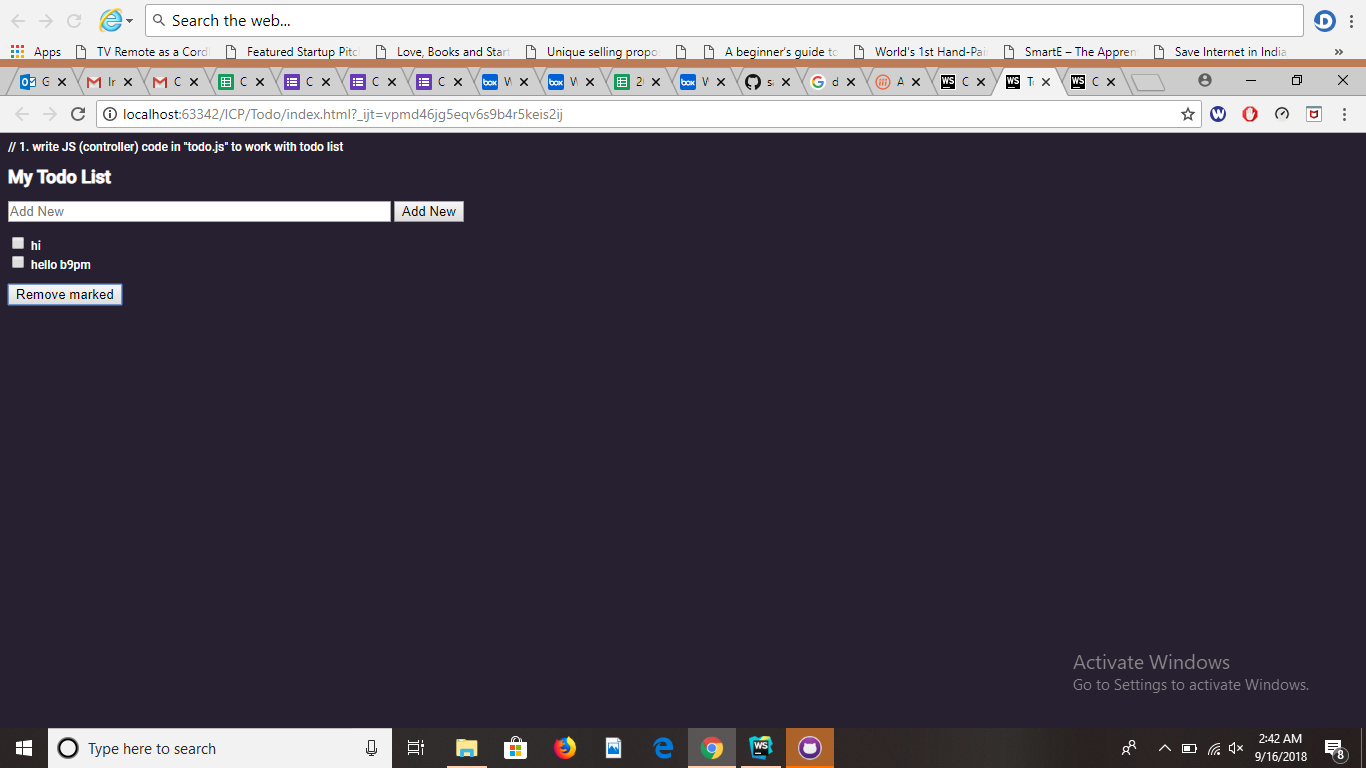 Search the web...
Apps TV Remote as a Cord Featured Startup Pitc Love, Books and Start Unique selling propo A beginner's guide to World's 1st Hand-Pai SmartE – The Appren Save Internet in India »
G Ir C C C C C W W 2 W sa d A C To C
localhost:63342/ICP/Todo/index.html?_ijt=vpmd46jg5eqv6s9b4r5keis2ij
// 1. write JS (controller) code in "todo.js" to work with todo list
My Todo List
Add New Add New
hi
hello b9pm
Remove marked
Activate Windows
Go to Settings to activate Windows.
Type here to search
2:42 AM
9/16/2018
8